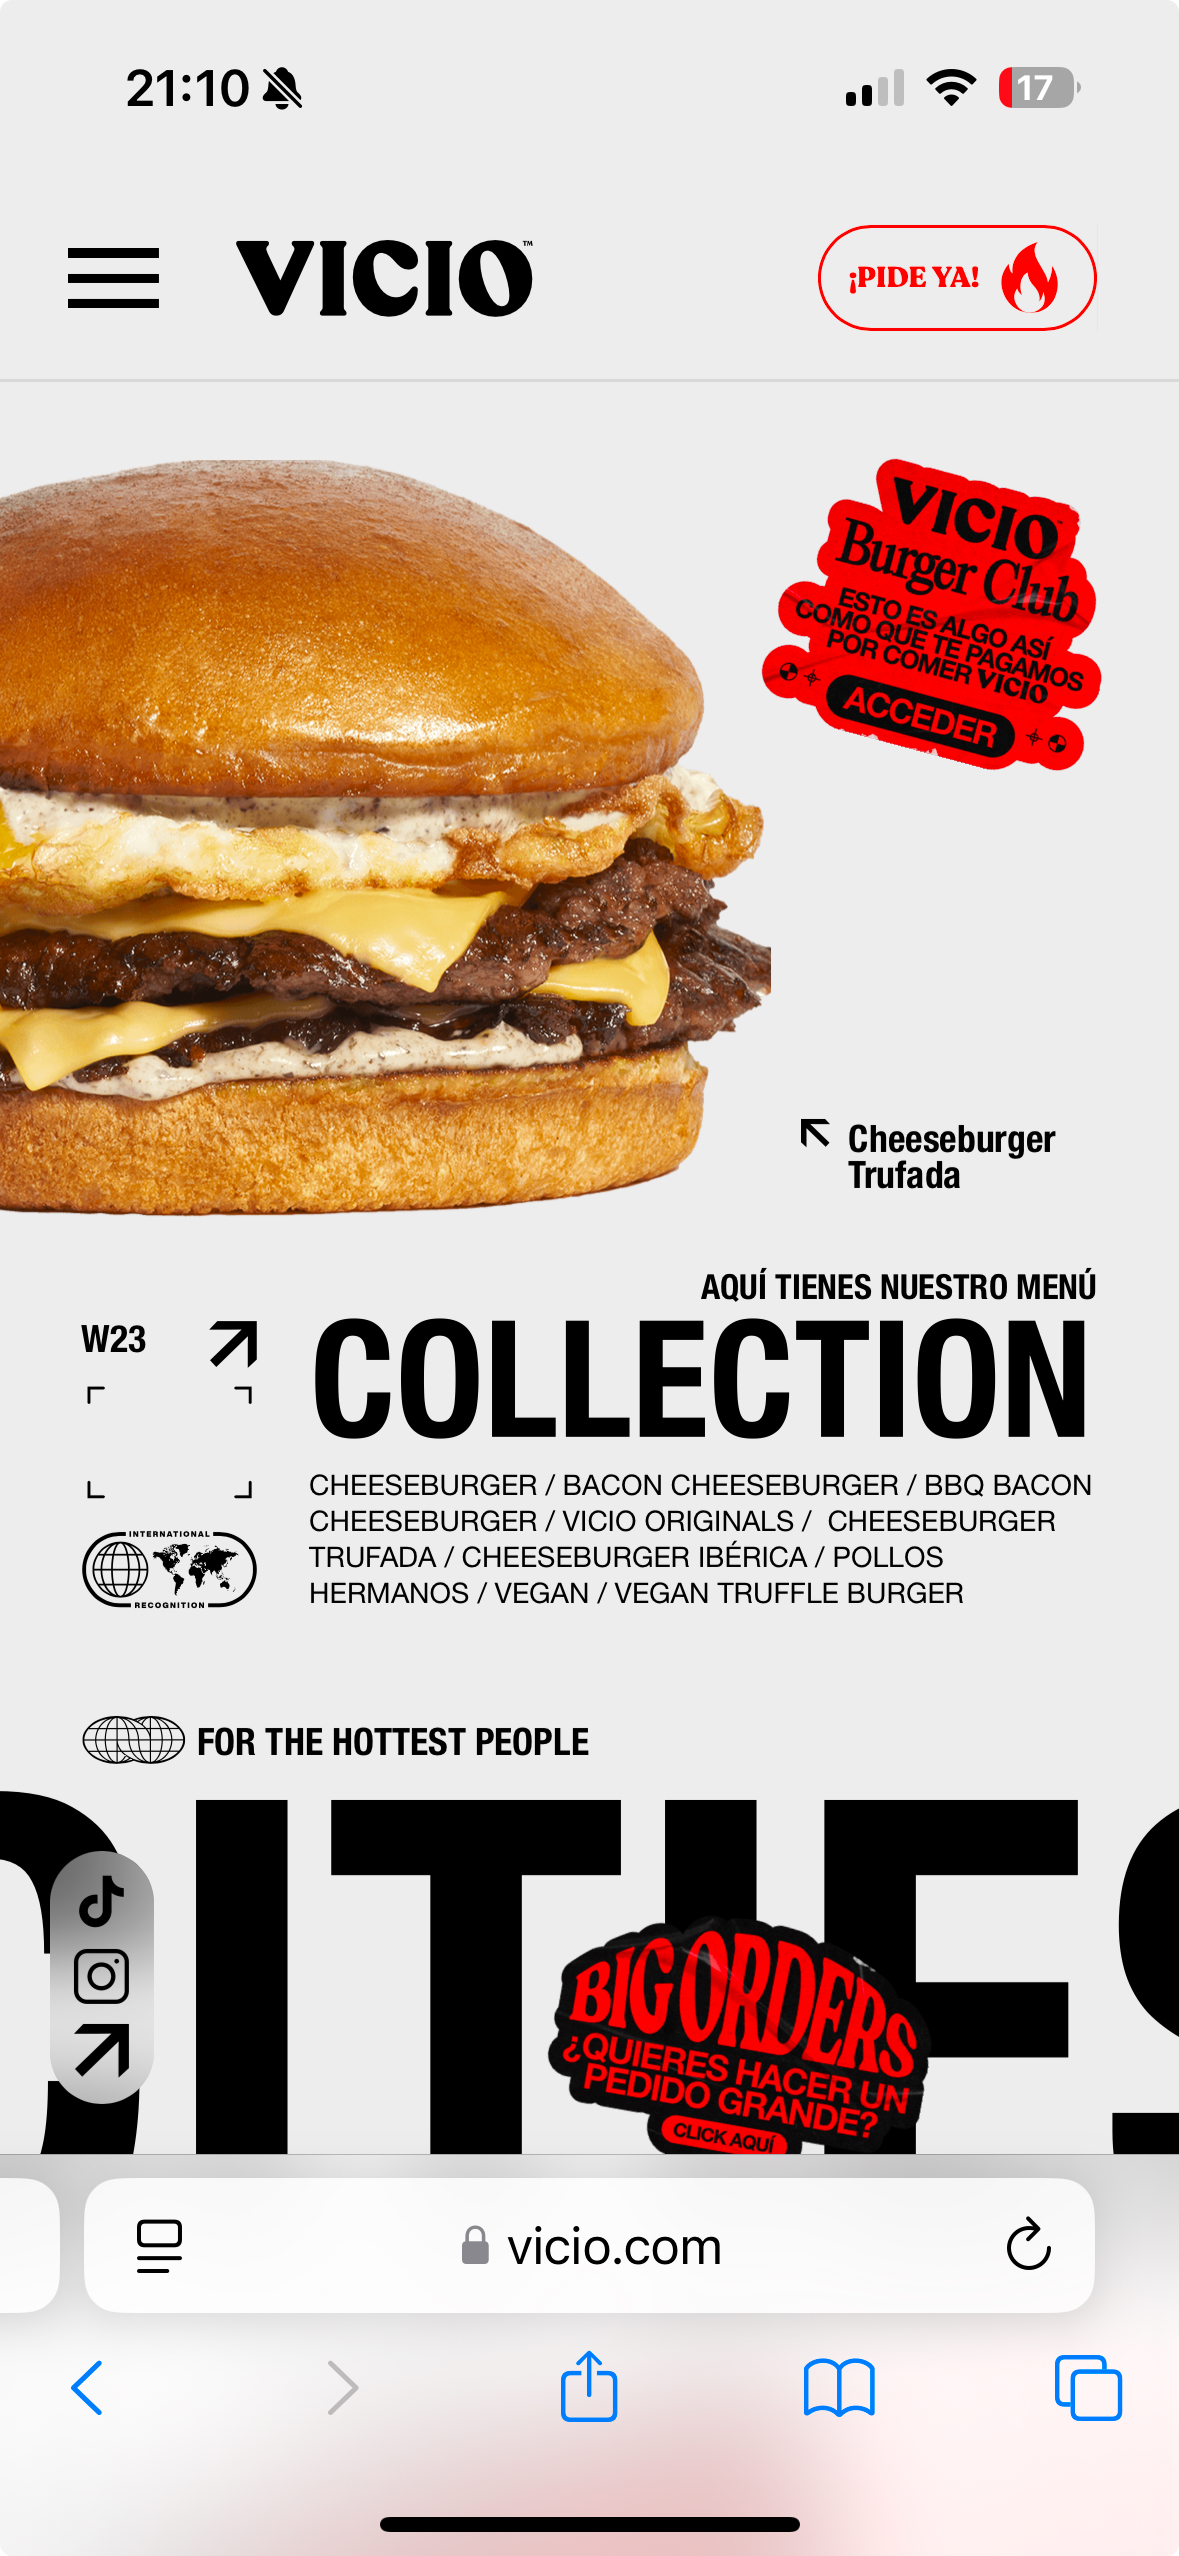 21:10
17
VICIO™
¡PIDE YA!
VICIO
Burger Club
ESTO ES ALGO ASÍ
COMO QUE TE PAGAMOS
POR COMER VICIO
ACCEDER
Cheeseburger
Trufada
AQUÍ TIENES NUESTRO MENÚ
W23
COLLECTION
CHEESEBURGER / BACON CHEESEBURGER / BBQ BACON
CHEESEBURGER / VICIO ORIGINALS / CHEESEBURGER
TRUFADA / CHEESEBURGER IBÉRICA / POLLOS
HERMANOS / VEGAN / VEGAN TRUFFLE BURGER
INTERNATIONAL
RECOGNITION
FOR THE HOTTEST PEOPLE
CITIES
BIG ORDERS
¿QUIERES HACER UN
PEDIDO GRANDE?
CLICK AQUÍ
vicio.com